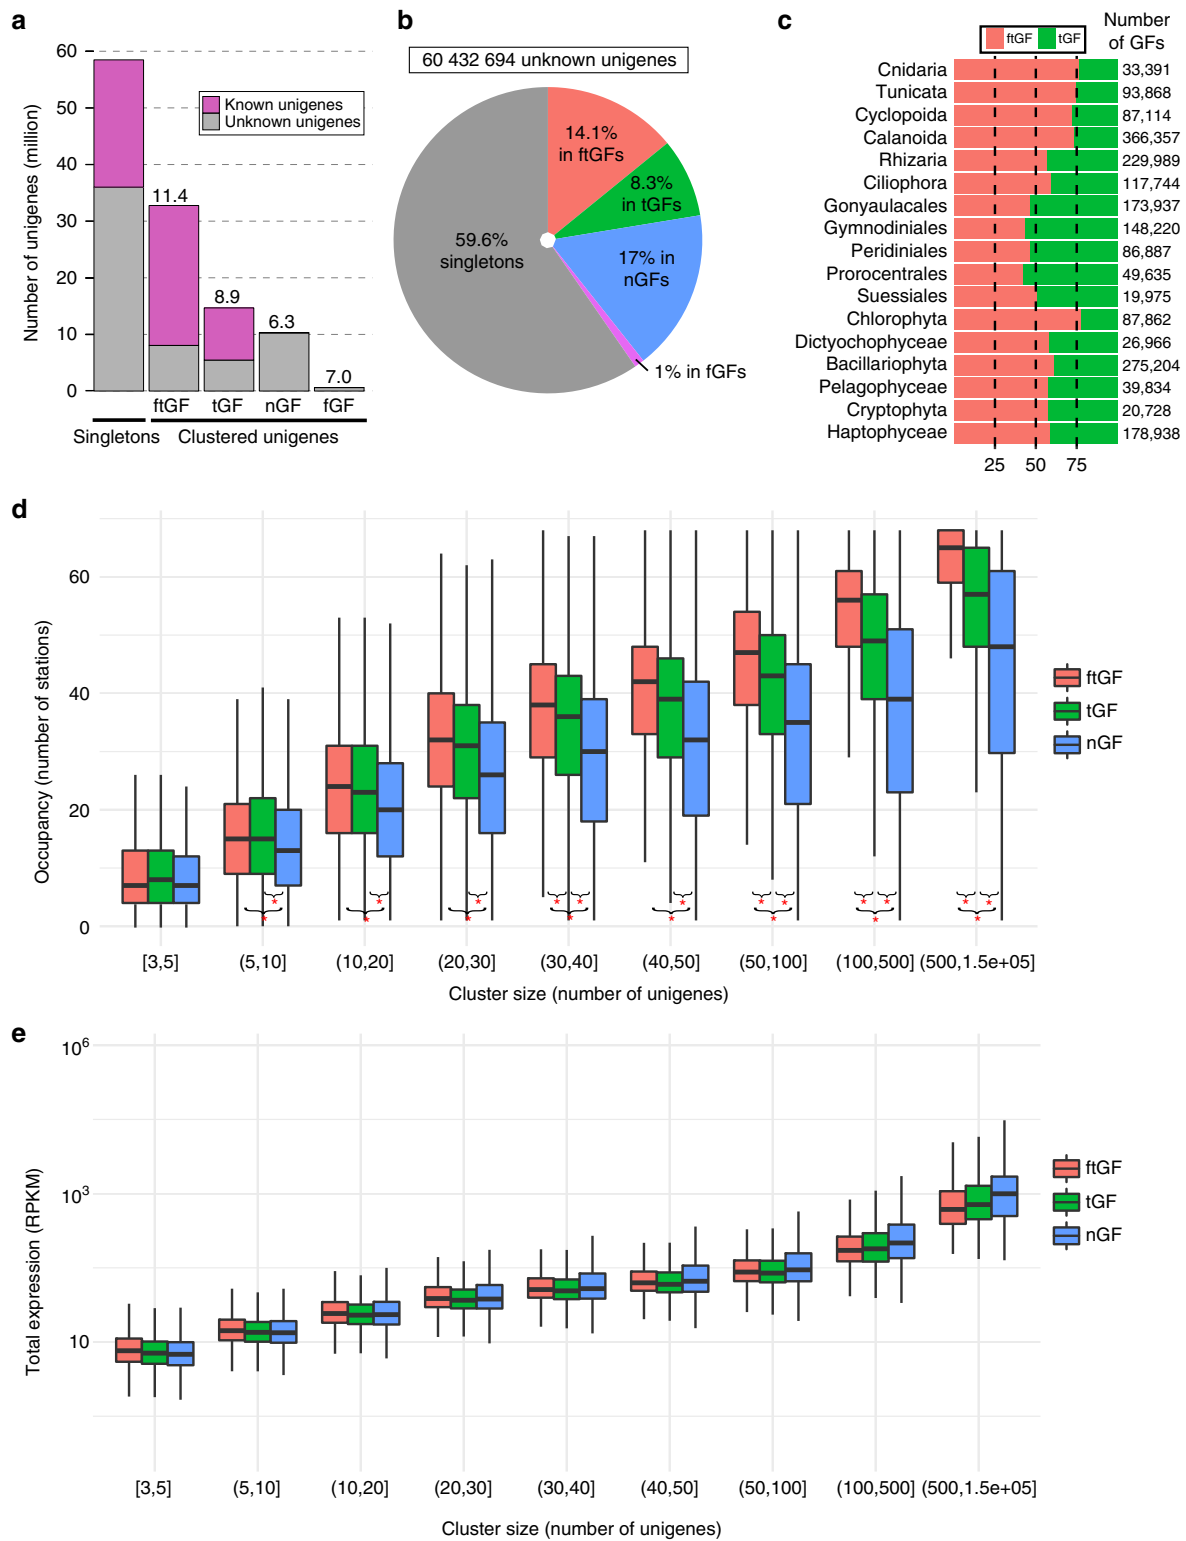 a
Number of unigenes (million)
60
50
40
30
20
10
0
Known unigenes
Unknown unigenes
11.4
8.9
6.3
7.0
ftGF tGF nGF fGF
Singletons Clustered unigenes
b
60 432 694 unknown unigenes
14.1%
in ftGFs
8.3%
in tGFs
17% in
nGFs
59.6%
singletons
1% in fGFs
c
ftGF tGF
Number
of GFs
Cnidaria 33,391
Tunicata 93,868
Cyclopoida 87,114
Calanoida 366,357
Rhizaria 229,989
Ciliophora 117,744
Gonyaulacales 173,937
Gymnodiniales 148,220
Peridiniales 86,887
Prorocentrales 49,635
Suessiales 19,975
Chlorophyta 87,862
Dictyochophyceae 26,966
Bacillariophyta 275,204
Pelagophyceae 39,834
Cryptophyta 20,728
Haptophyceae 178,938
25 50 75
d
Occupancy (number of stations)
60
40
20
0
* * * * * * * * * * * * * * * * * * *
[3,5] (5,10] (10,20] (20,30] (30,40] (40,50] (50,100] (100,500] (500,1.5e+05]
Cluster size (number of unigenes)
ftGF
tGF
nGF
e
Total expression (RPKM)
10⁶
10³
10
[3,5] (5,10] (10,20] (20,30] (30,40] (40,50] (50,100] (100,500] (500,1.5e+05]
Cluster size (number of unigenes)
ftGF
tGF
nGF